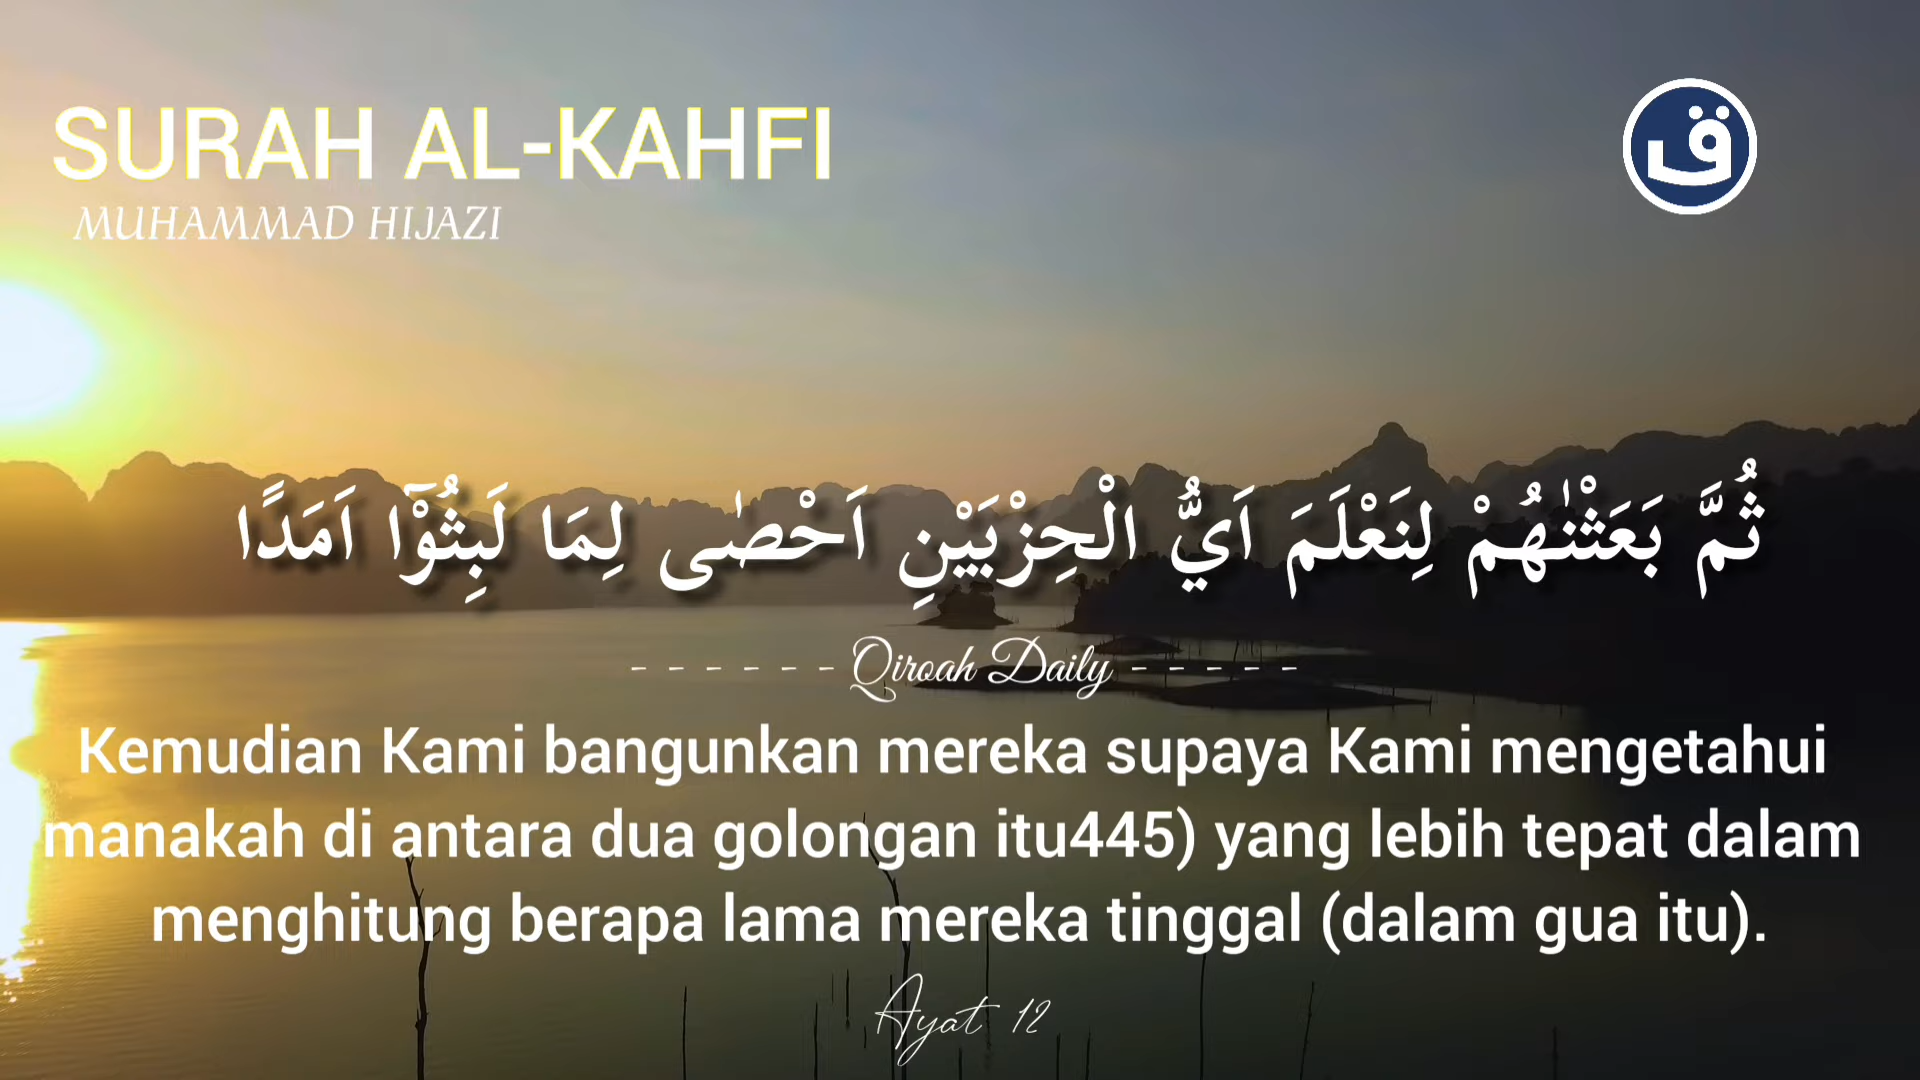 SURAH AL-KAHFI
MUHAMMAD HIJAZI
ق
ثُمَّ بَعَثْنٰهُمْ لِنَعْلَمَ اَيُّ الْحِزْبَيْنِ اَحْصٰى لِمَا لَبِثُوْٓا اَمَدًا
- - - - - - Qiroah Daily - - - - -
Kemudian Kami bangunkan mereka supaya Kami mengetahui
manakah di antara dua golongan itu445) yang lebih tepat dalam
menghitung berapa lama mereka tinggal (dalam gua itu).
Ayat 12